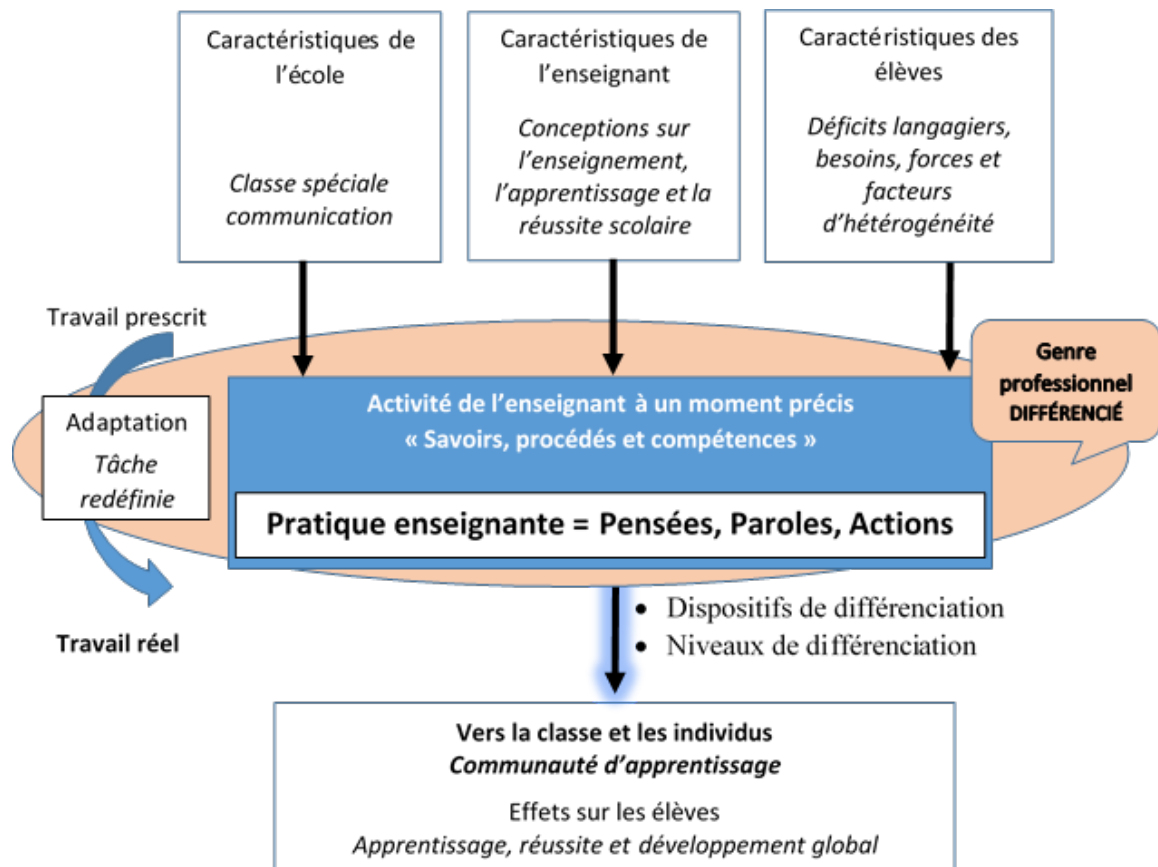 Caractéristiques de
l’école
Classe spéciale
communication
Caractéristiques de
l’enseignant
Conceptions sur
l’enseignement,
l’apprentissage et la
réussite scolaire
Caractéristiques des
élèves
Déficits langagiers,
besoins, forces et
facteurs
d’hétérogénéité
Travail prescrit
Adaptation
Tâche
redéfinie
Travail réel
Genre
professionnel
DIFFÉRENCIÉ
Activité de l’enseignant à un moment précis
« Savoirs, procédés et compétences »
Pratique enseignante = Pensées, Paroles, Actions
• Dispositifs de différenciation
• Niveaux de différenciation
Vers la classe et les individus
Communauté d’apprentissage
Effets sur les élèves
Apprentissage, réussite et développement global